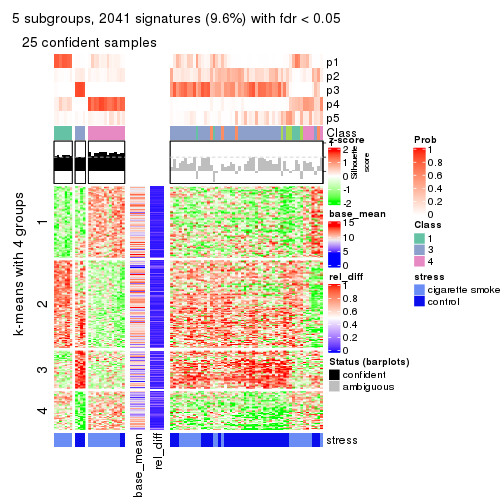 5 subgroups, 2041 signatures (9.6%) with fdr < 0.05
25 confident samples
p1
p2
p3
p4
p5
Class
k-means with 4 groups
1
2
3
4
base_mean
rel_diff
stress
z-score
2
1
0
-1
-2
Silhouette
score
base_mean
15
10
5
0
rel_diff
1
0.8
0.6
0.4
0.2
0
Status (barplots)
confident
ambiguous
Prob
1
0.8
0.6
0.4
0.2
0
Class
1
3
4
stress
cigarette smoke
control